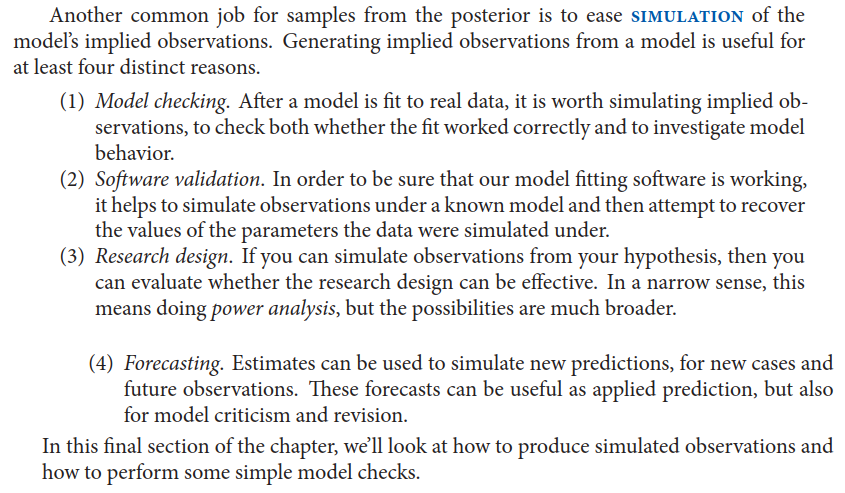 Another common job for samples from the posterior is to ease SIMULATION of the
model's implied observations. Generating implied observations from a model is useful for
at least four distinct reasons.
(1) Model checking. After a model is fit to real data, it is worth simulating implied ob-
servations, to check both whether the fit worked correctly and to investigate model
behavior.
(2) Software validation. In order to be sure that our model fitting software is working,
it helps to simulate observations under a known model and then attempt to recover
the values of the parameters the data were simulated under.
(3) Research design. If you can simulate observations from your hypothesis, then you
can evaluate whether the research design can be effective. In a narrow sense, this
means doing power analysis, but the possibilities are much broader.
(4) Forecasting. Estimates can be used to simulate new predictions, for new cases and
future observations. These forecasts can be useful as applied prediction, but also
for model criticism and revision.
In this final section of the chapter, we'll look at how to produce simulated observations and
how to perform some simple model checks.